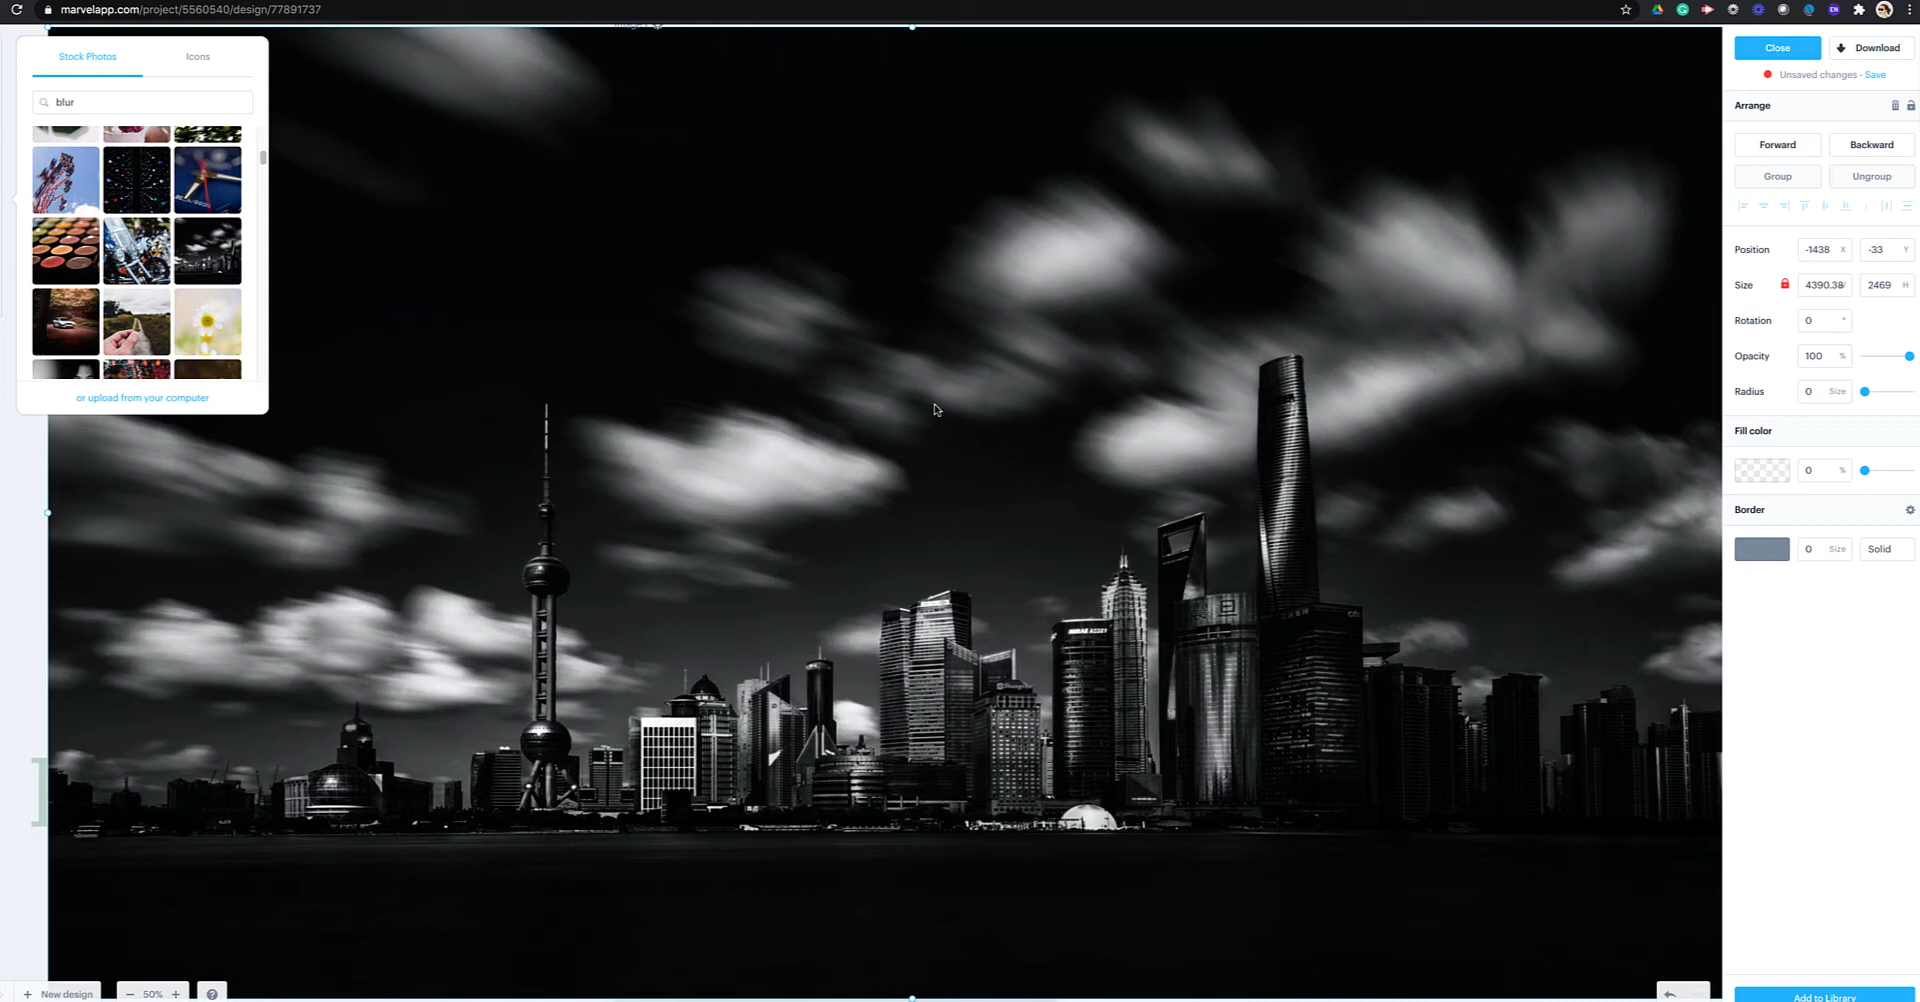 marvelapp.com/project/5560540/design/77891737
Stock Photos
Icons
blur
or upload from your computer
Close
Download
Unsaved changes - Save
Arrange
Forward
Backward
Group
Ungroup
Position
-1438 X
-33 Y
Size
4390.38
2469 H
Rotation
0 °
Opacity
100 %
Radius
0 Size
Fill color
0 %
Border
0 Size
Solid
+ New design
− 50% +
?
Add to Library